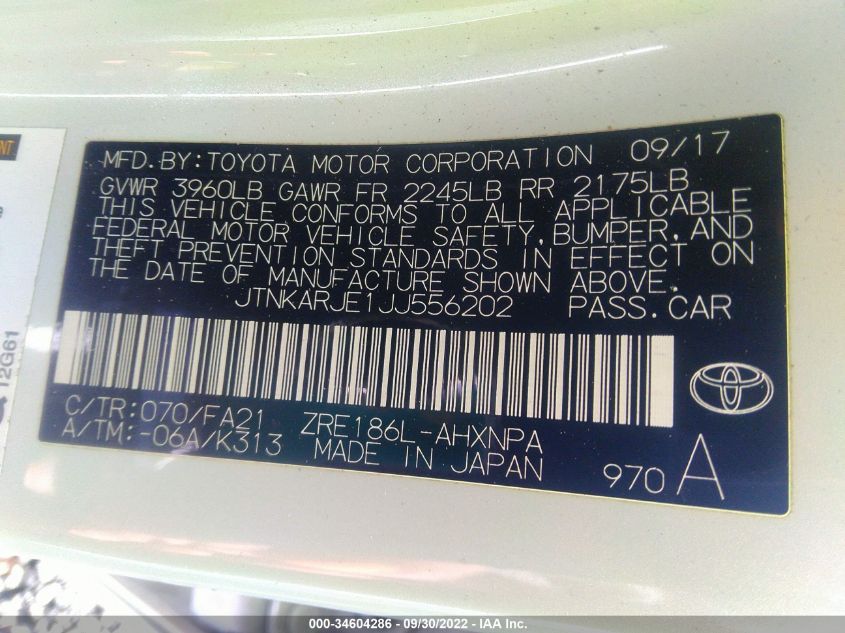 MFD.BY:TOYOTA MOTOR CORPORATION 09/17
GVWR 3960LB GAWR FR 2245LB RR 2175LB
THIS VEHICLE CONFORMS TO ALL APPLICABLE
FEDERAL MOTOR VEHICLE SAFETY,BUMPER,AND
THEFT PREVENTION STANDARDS IN EFFECT ON
THE DATE OF MANUFACTURE SHOWN ABOVE.
JTNKARJE1JJ556202 PASS.CAR
C/TR:070/FA21 ZRE186L-AHXNPA
A/TM:-06A/K313 MADE IN JAPAN 970 A
12G61
000-34604286 - 09/30/2022 - IAA Inc.